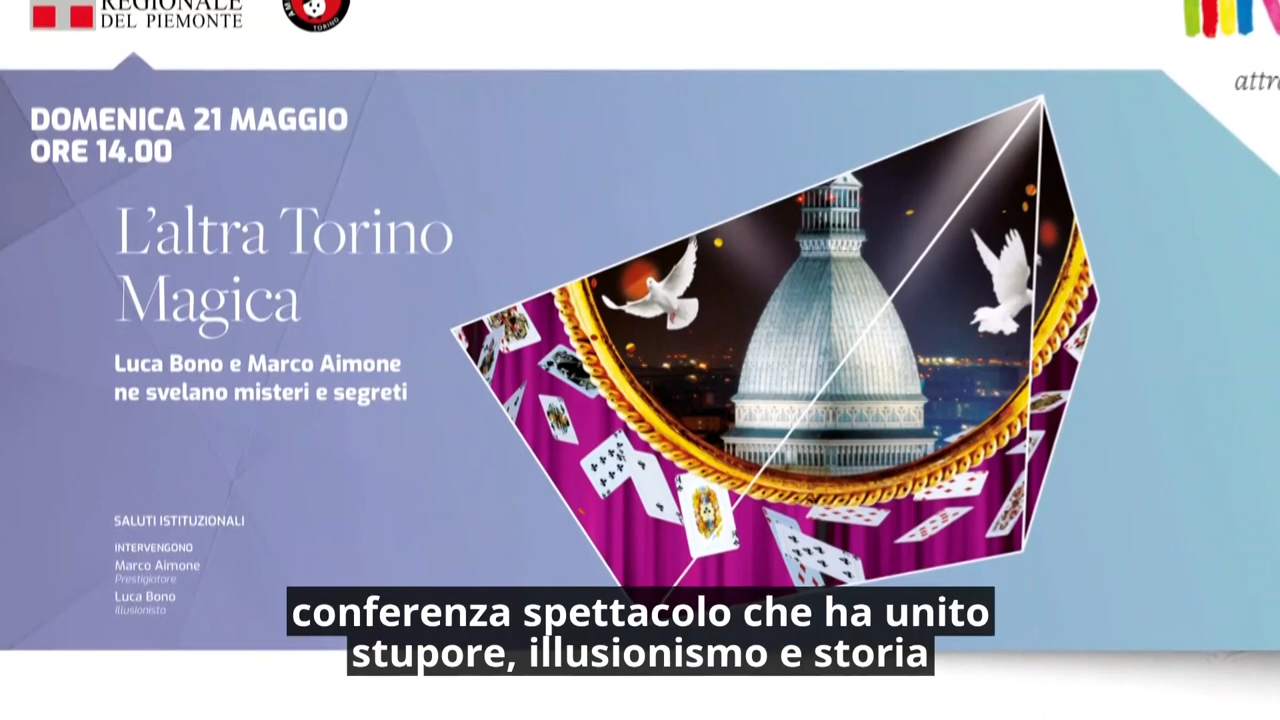 REGIONALE
DEL PIEMONTE
TORINO
DOMENICA 21 MAGGIO
ORE 14.00
L'altra Torino
Magica
Luca Bono e Marco Aimone
ne svelano misteri e segreti
SALUTI ISTITUZIONALI
INTERVENGONO
Marco Aimone
Prestigiatore
Luca Bono
Illusionista
conferenza spettacolo che ha unito
stupore, illusionismo e storia